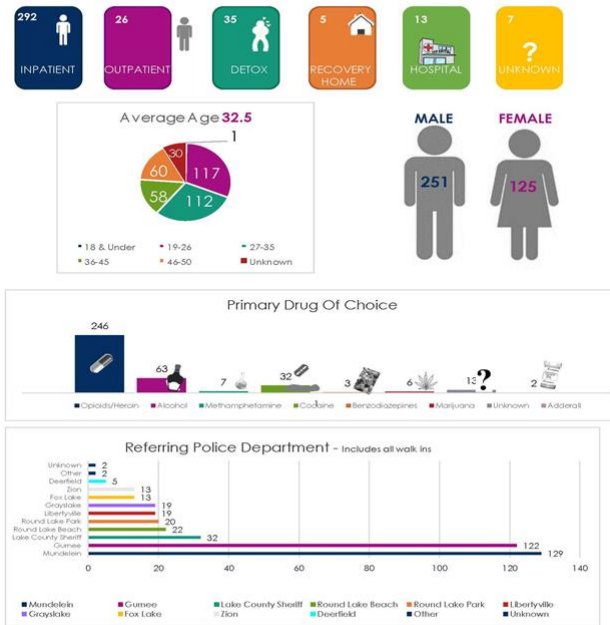 292 26 35 5 13 7
?
INPATIENT OUTPATIENT DETOX RECOVERY HOME HOSPITAL UNKNOWN
Average Age 32.5
1
30
117
60
58
112
18 & Under 19-26 27-35
36-45 46-50 Unknown
MALE FEMALE
251 125
Primary Drug Of Choice
246
63
7
32
3
6
13
?
2
1
Opioids/Heroin Alcohol Methamphetamine Cocaine Benzodiazepines Marijuana Unknown Adderall
Referring Police Department - Includes all walk ins
Unknown 2
Other 2
Deerfield 5
Zion 13
Fox Lake 13
Grayslake 19
Libertyville 19
Round Lake Park 20
Round Lake Beach 22
Lake County Sheriff 32
Gurnee 122
Mundelein 129
0 20 40 60 80 100 120 140
Mundelein Gurnee Lake County Sheriff Round Lake Beach Round Lake Park Libertyville
Grayslake Fox Lake Zion Deerfield Other Unknown